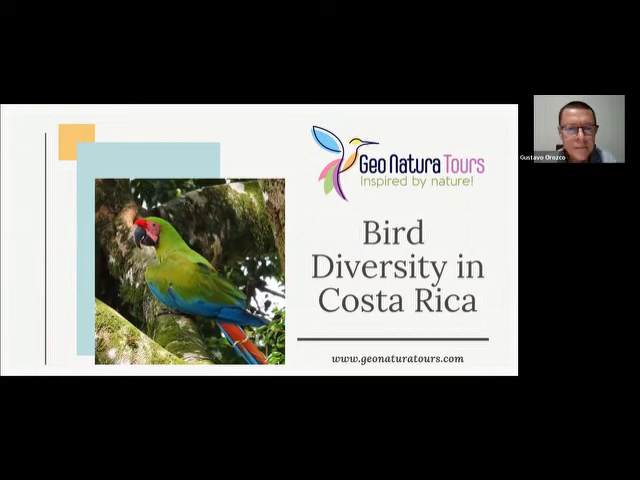 Geo Natura Tours
Inspired by nature!
Bird
Diversity in
Costa Rica
www.geonaturatours.com
Gustavo Orozco